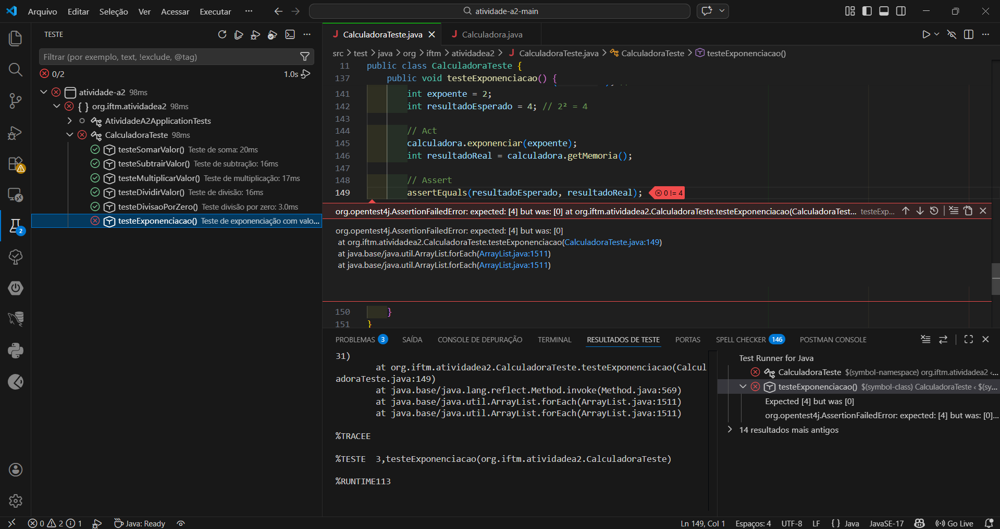 Arquivo Editar Seleção Ver Acessar Executar ··· atividade-a2-main
TESTE
Filtrar (por exemplo, text, !exclude, @tag)
0/2 1.0s
atividade-a2 98ms
{ } org.iftm.atividadea2 98ms
AtividadeA2ApplicationTests
CalculadoraTeste 98ms
testeSomarValor() Teste de soma: 20ms
testeSubtrairValor() Teste de subtração: 16ms
testeMultiplicarValor() Teste de multiplicação: 17ms
testeDividirValor() Teste de divisão: 16ms
testeDivisaoPorZero() Teste divisão por zero: 3.0ms
testeExponenciacao() Teste de exponenciação com valo...
2
J CalculadoraTeste.java J Calculadora.java
src > test > java > org > iftm > atividadea2 > J CalculadoraTeste.java > CalculadoraTeste > testeExponenciacao()
11 public class CalculadoraTeste {
137 public void testeExponenciacao() {
141 int expoente = 2;
142 int resultadoEsperado = 4; // 2² = 4
143
144 // Act
145 calculadora.exponenciar(expoente);
146 int resultadoReal = calculadora.getMemoria();
147
148 // Assert
149 assertEquals(resultadoEsperado, resultadoReal); 0 != 4
org.opentest4j.AssertionFailedError: expected: [4] but was: [0] at org.iftm.atividadea2.CalculadoraTeste.testeExponenciacao(CalculadoraTest... testeExp...
org.opentest4j.AssertionFailedError: expected: [4] but was: [0]
at org.iftm.atividadea2.CalculadoraTeste.testeExponenciacao(CalculadoraTeste.java:149)
at java.base/java.util.ArrayList.forEach(ArrayList.java:1511)
at java.base/java.util.ArrayList.forEach(ArrayList.java:1511)
150 }
151 }
PROBLEMAS 3 SAÍDA CONSOLE DE DEPURAÇÃO TERMINAL RESULTADOS DE TESTE PORTAS SPELL CHECKER 146 POSTMAN CONSOLE
31)
at org.iftm.atividadea2.CalculadoraTeste.testeExponenciacao(Calcul
adoraTeste.java:149)
at java.base/java.lang.reflect.Method.invoke(Method.java:569)
at java.base/java.util.ArrayList.forEach(ArrayList.java:1511)
at java.base/java.util.ArrayList.forEach(ArrayList.java:1511)
%TRACEE
%TESTE 3,testeExponenciacao(org.iftm.atividadea2.CalculadoraTeste)
%RUNTIME113
Test Runner for Java
CalculadoraTeste $(symbol-namespace) org.iftm.atividadea2 ‹...
testeExponenciacao() $(symbol-class) CalculadoraTeste ‹ $(sy...
Expected [4] but was [0]
org.opentest4j.AssertionFailedError: expected: [4] but was: [0]...
14 resultados mais antigos
0 2 1 Java: Ready Ln 149, Col 1 Espaços: 4 UTF-8 LF { } Java JavaSE-17 Go Live